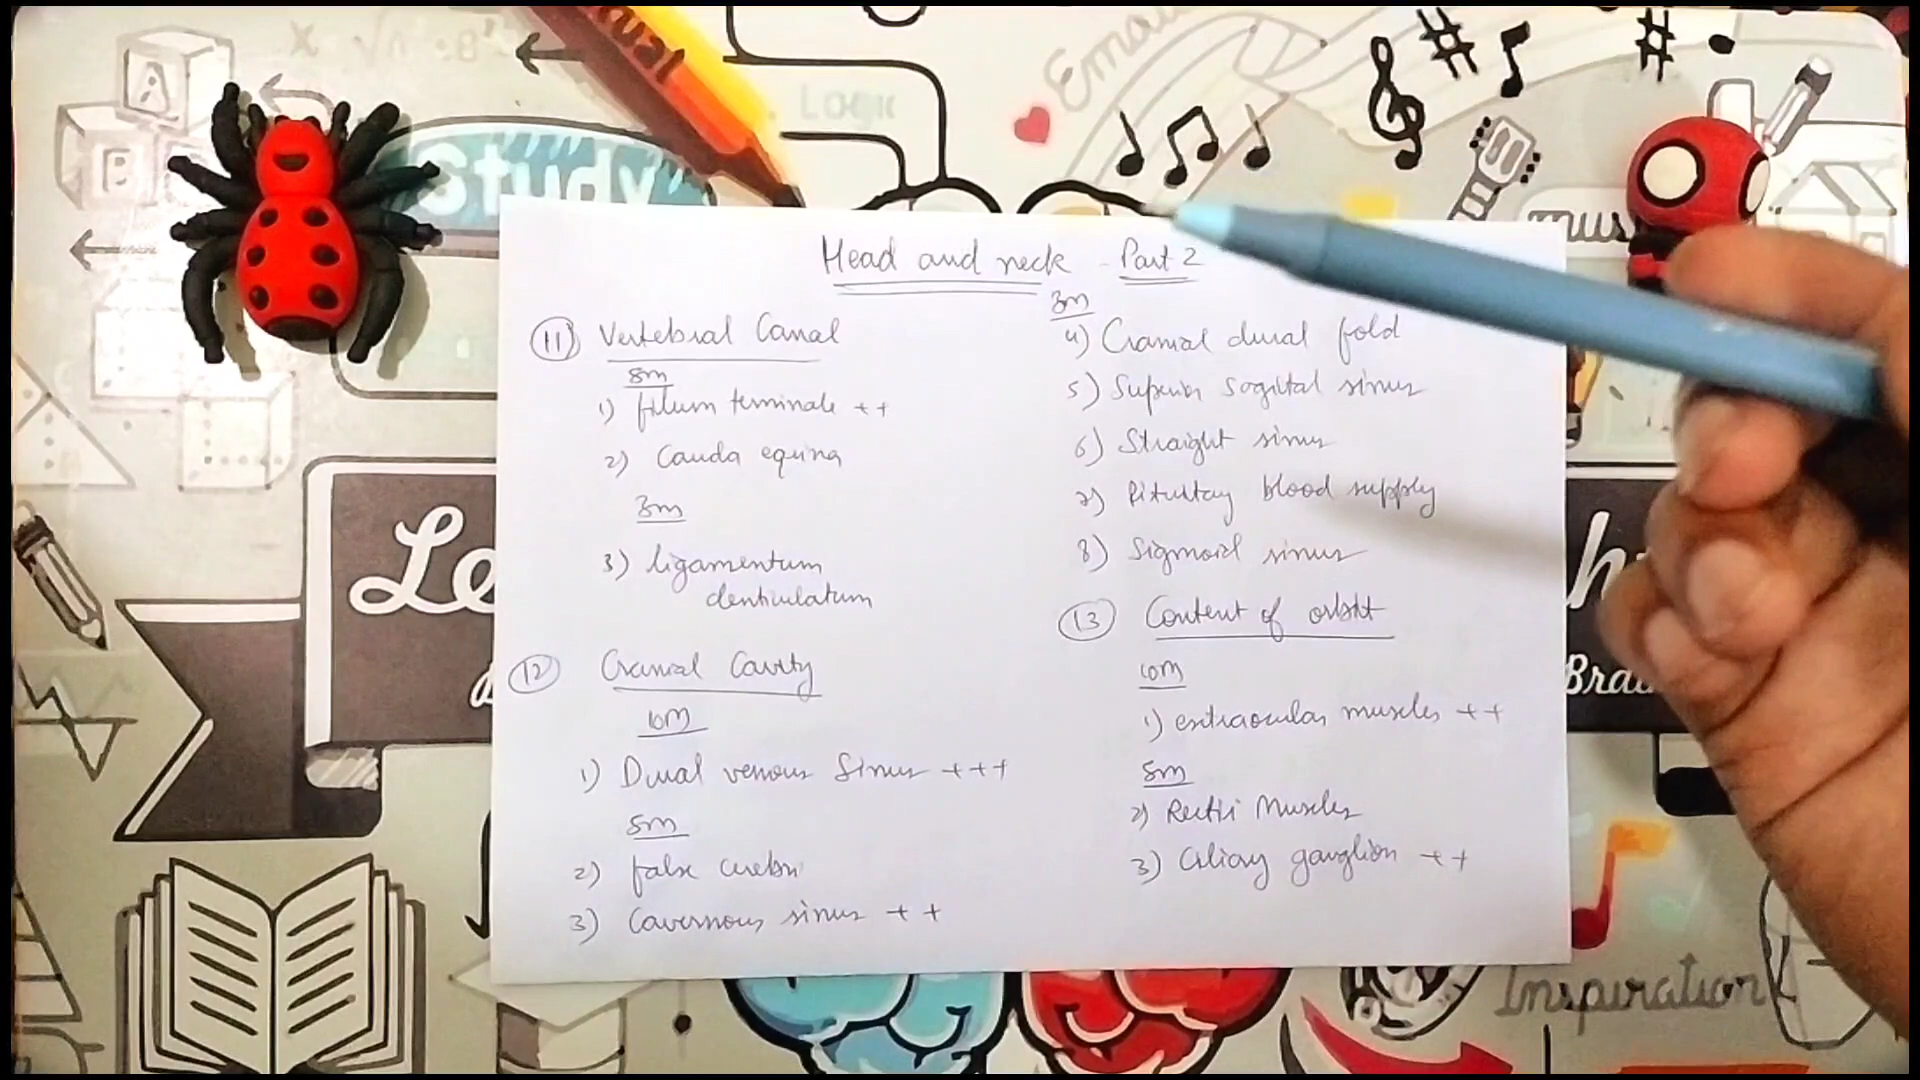 Study
Logic
Emotion
music
Head and neck - Part 2
11) Vertebral Canal
5m
1) filum terminale ++
2) Cauda equina
3m
3) ligamentum
denticulatum
12) Cranial Cavity
10M
1) Dural venous Sinus +++
5m
2) falx cerebri
3) Cavernous sinus ++
3m
4) Cranial dural fold
5) Superior sagittal sinus
6) Straight sinus
7) Pituitary blood supply
8) Sigmoid sinus
13) Content of orbit
10M
1) extraocular muscles ++
5m
2) Recti Muscles
3) Ciliary ganglion ++
Le
Inspiration
A
B